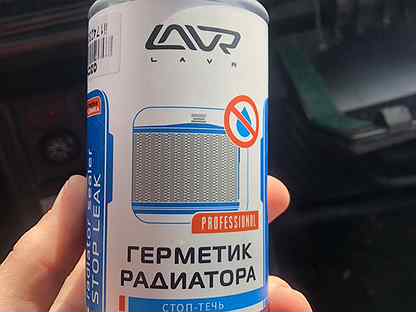 LAVR
LAVR
PROFESSIONAL
ГЕРМЕТИК
РАДИАТОРА
СТОП-ТЕЧЬ
radiator sealer
STOP LEAK